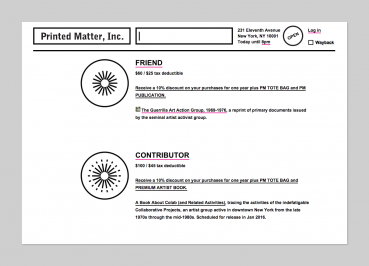 Printed Matter, Inc.
231 Eleventh Avenue
New York, NY 10001
Today until 6pm
OPEN
Log in
Wayback
FRIEND
$60 / $25 tax deductible
Receive a 10% discount on your purchases for one year plus PM TOTE BAG and PM
PUBLICATION.
The Guerrilla Art Action Group, 1969-1976, a reprint of primary documents issued
by the seminal artist activist group.
CONTRIBUTOR
$100 / $45 tax deductible
Receive a 10% discount on your purchases for one year plus PM TOTE BAG and
PREMIUM ARTIST BOOK.
A Book About Colab (and Related Activities), tracing the activities of the indefatigable
Collaborative Projects, an artist group active in downtown New York from the late
1970s through the mid-1980s. Scheduled for release in Jan 2016.